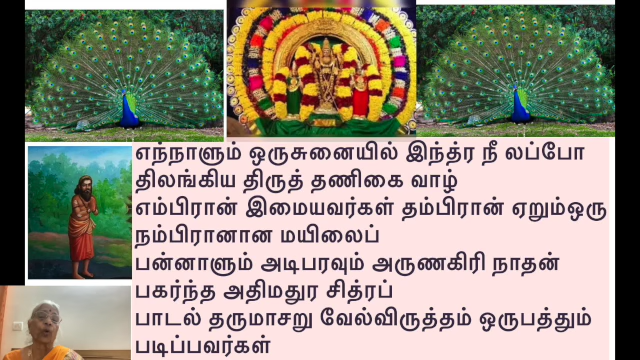 எந்நாளும் ஒருசுனையில் இந்த்ர நீ லப்போ
திலங்கிய திருத் தணிகை வாழ்
எம்பிரான் இமையவர்கள் தம்பிரான் ஏறும்ஒரு
நம்பிரானான மயிலைப்
பன்னாளும் அடிபரவும் அருணகிரி நாதன்
பகர்ந்த அதிமதுர சித்ரப்
பாடல் தருமாசறு வேல்விருத்தம் ஒருபத்தும்
படிப்பவர்கள்